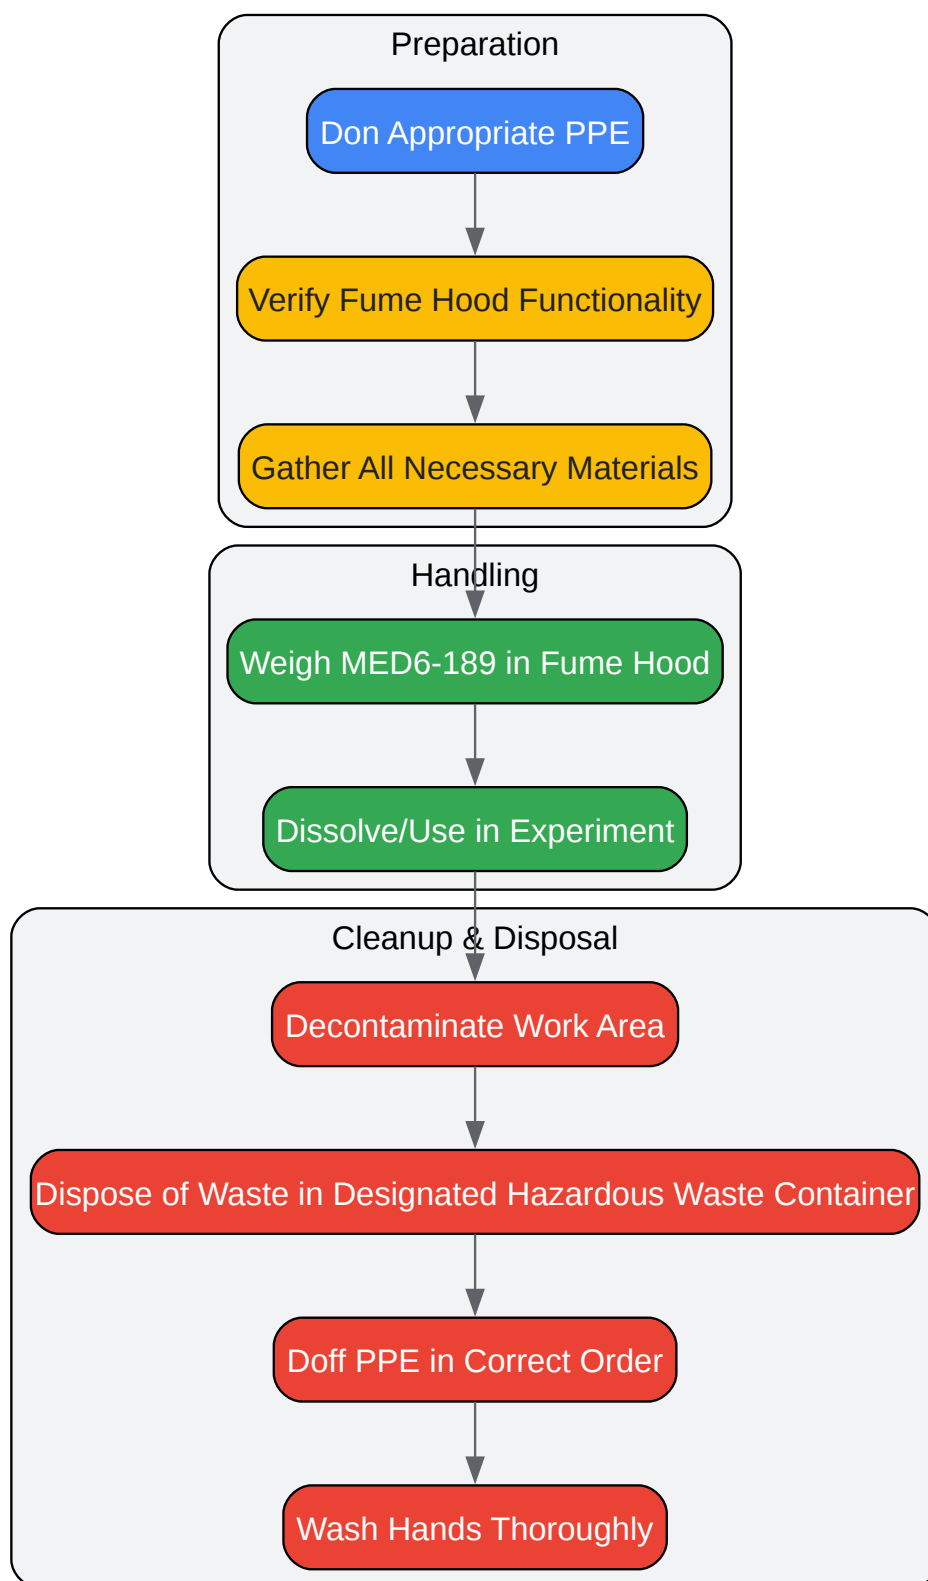 Preparation
Don Appropriate PPE
Verify Fume Hood Functionality
Gather All Necessary Materials
Handling
Weigh MED6-189 in Fume Hood
Dissolve/Use in Experiment
Cleanup & Disposal
Decontaminate Work Area
Dispose of Waste in Designated Hazardous Waste Container
Doff PPE in Correct Order
Wash Hands Thoroughly